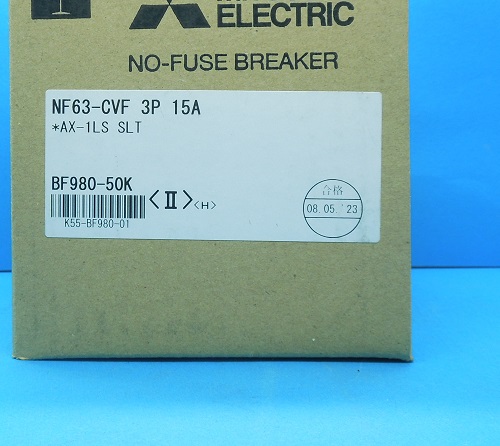 ELECTRIC
NO-FUSE BREAKER
NF63-CVF 3P 15A
*AX-1LS SLT
BF980-50K
<Ⅱ><H>
K55-BF980-01
合格
08.05.'23